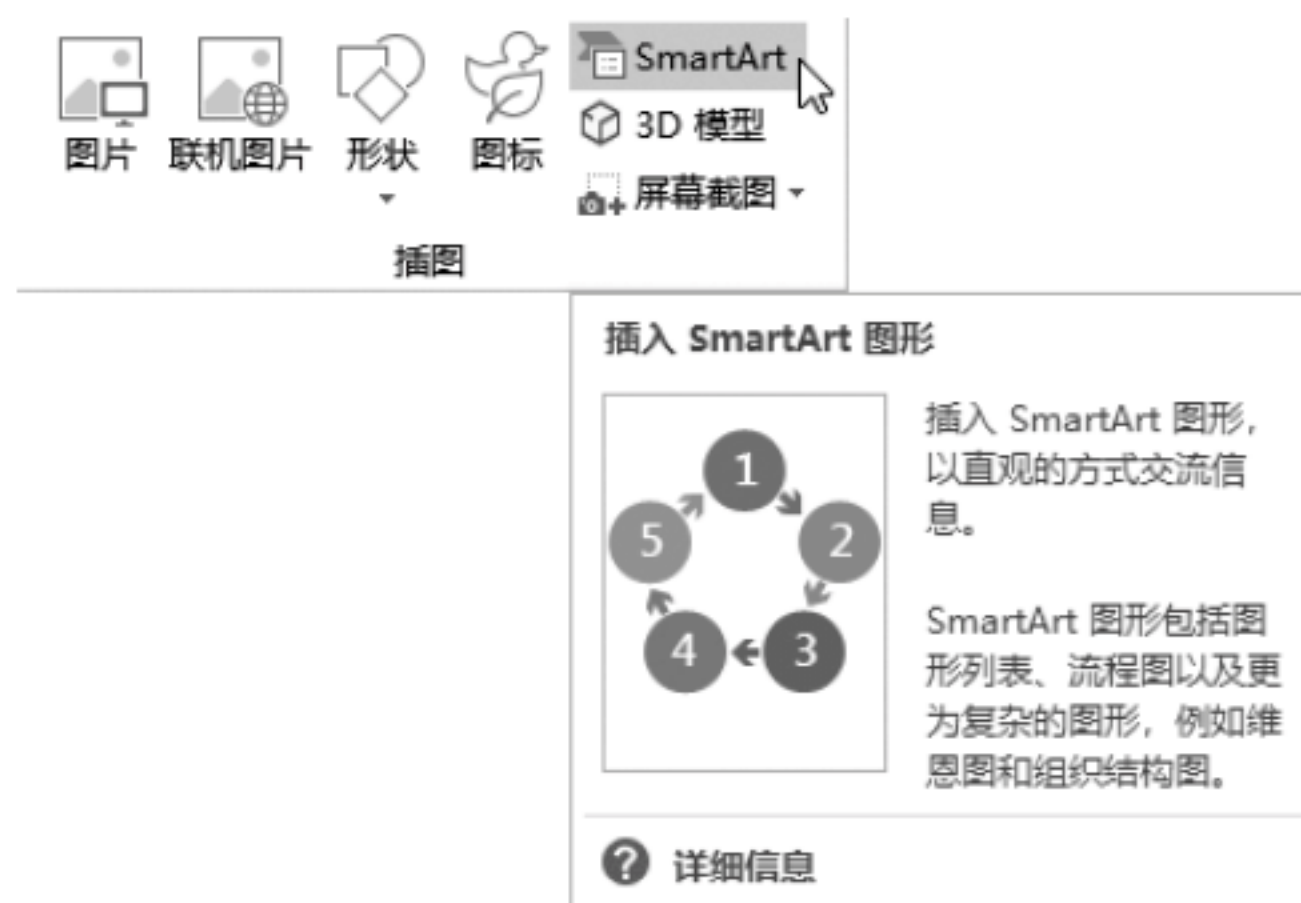 图片
联机图片
形状
图标
SmartArt
3D 模型
屏幕截图
插图
插入 SmartArt 图形
1
2
3
4
5
插入 SmartArt 图形,
以直观的方式交流信
息。
SmartArt 图形包括图
形列表、流程图以及更
为复杂的图形, 例如维
恩图和组织结构图。
? 详细信息